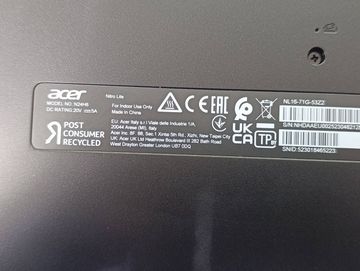 acer
MODEL NO.: N24H6
DC RATING:20V ⎓ 5A
POST
CONSUMER
RECYCLED
Nitro Lite
For Indoor Use Only
Made in China
EU: Acer Italy s.r.l Viale delle Industrie 1/A,
20044 Arese (MI), Italy
Acer Inc. 8F, 88, Sec.1 Xintai 5th Rd., Xizhi, New Taipei City
UK: Acer UK Ltd Heathrow Boulevard III 282 Bath Road
West Drayton Greater London UB7 0DQ
CE
EAC
UK
CA
TP
NL16-71G-53Z2
SNID: 523018465223